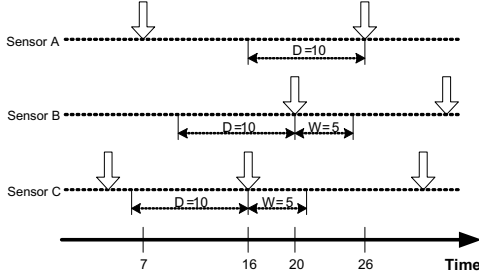 Sensor A
D=10
Sensor B
D=10 W=5
Sensor C
D=10 W=5
7 16 20 26 Time